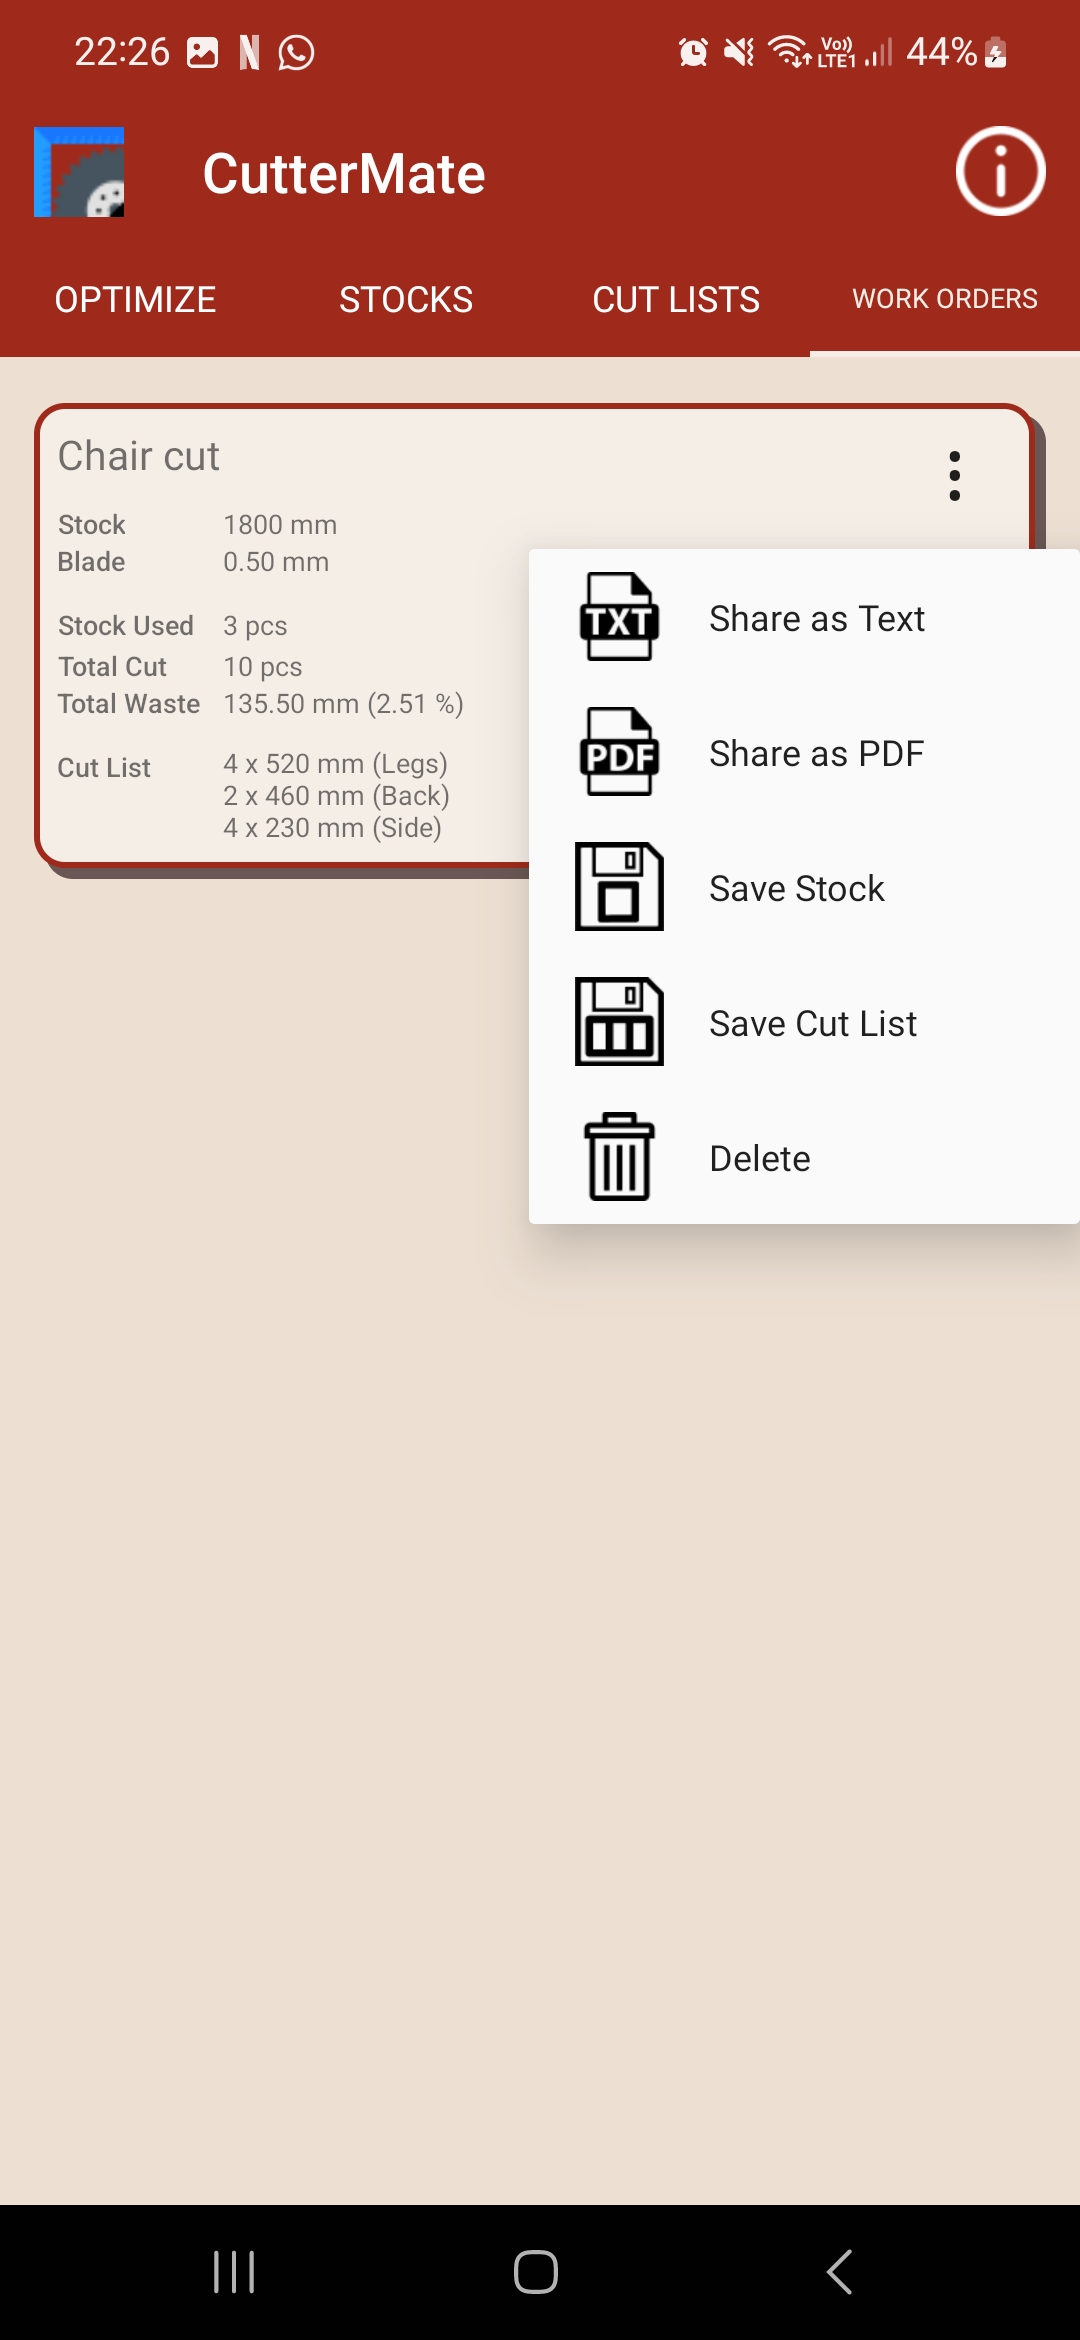 22:26
Vo))
LTE1
44%
CutterMate
OPTIMIZE
STOCKS
CUT LISTS
WORK ORDERS
Chair cut
Stock 1800 mm
Blade 0.50 mm
Stock Used 3 pcs
Total Cut 10 pcs
Total Waste 135.50 mm (2.51 %)
Cut List 4 x 520 mm (Legs)
2 x 460 mm (Back)
4 x 230 mm (Side)
TXT Share as Text
PDF Share as PDF
Save Stock
Save Cut List
Delete